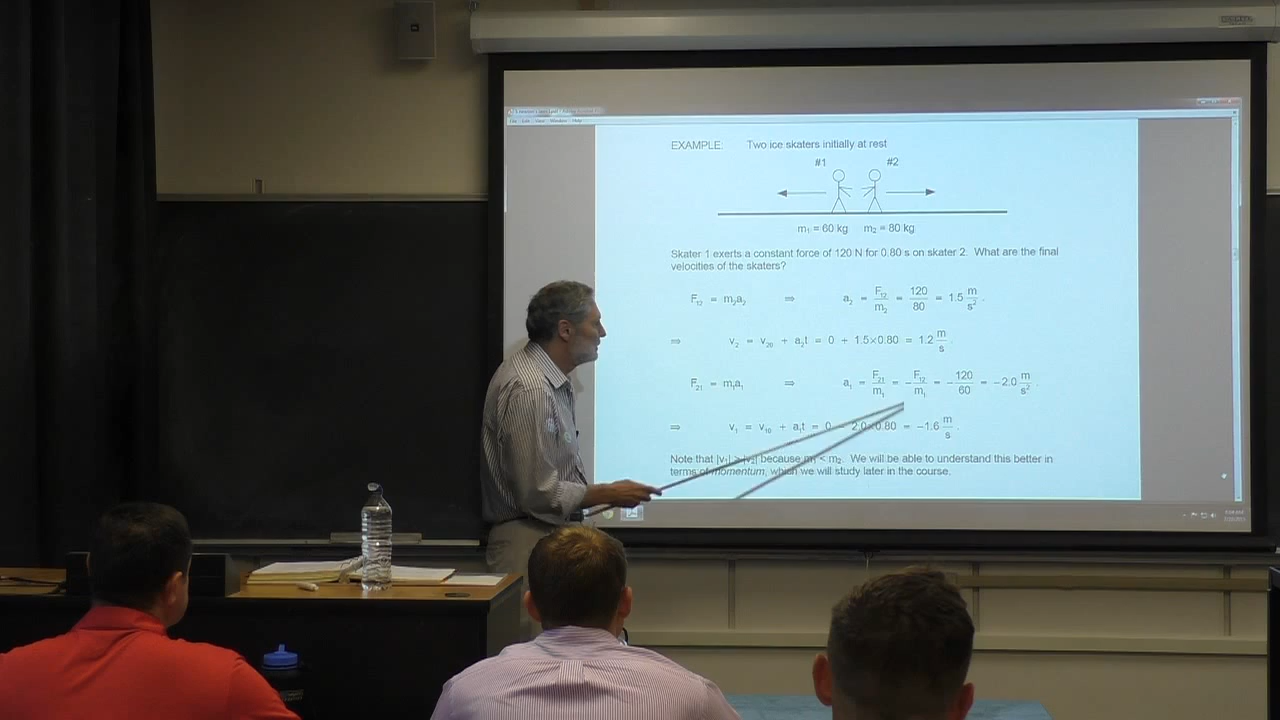 File Edit View Window Help
EXAMPLE: Two ice skaters initially at rest
#1 #2
m₁ = 60 kg m₂ = 80 kg
Skater 1 exerts a constant force of 120 N for 0.80 s on skater 2. What are the final
velocities of the skaters?
F₁₂ = m₂a₂ ⇒ a₂ = F₁₂/m₂ = 120/80 = 1.5 m/s².
⇒ v₂ = v₂₀ + a₂t = 0 + 1.5×0.80 = 1.2 m/s.
F₂₁ = m₁a₁ ⇒ a₁ = F₂₁/m₁ = −F₁₂/m₁ = −120/60 = −2.0 m/s².
⇒ v₁ = v₁₀ + a₁t = 0 − 2.0×0.80 = −1.6 m/s.
Note that |v₁| > |v₂| because m₁ < m₂. We will be able to understand this better in
terms of momentum, which we will study later in the course.